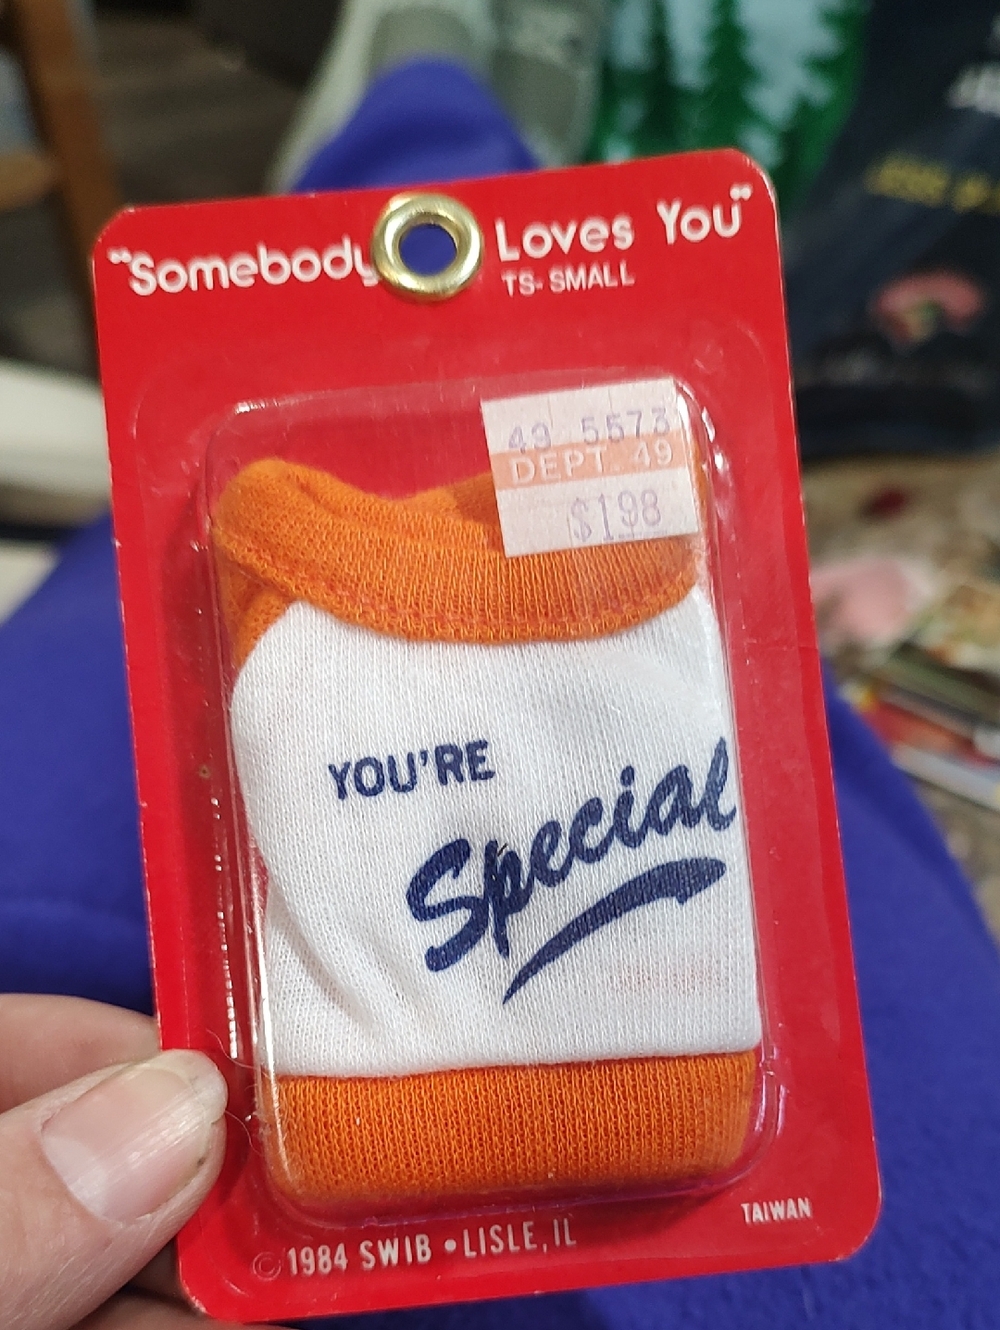 "Somebody Loves You"
TS- SMALL
49 5573
DEPT. 49
$1.98
YOU'RE
Special
TAIWAN
©1984 SWIB • LISLE, IL